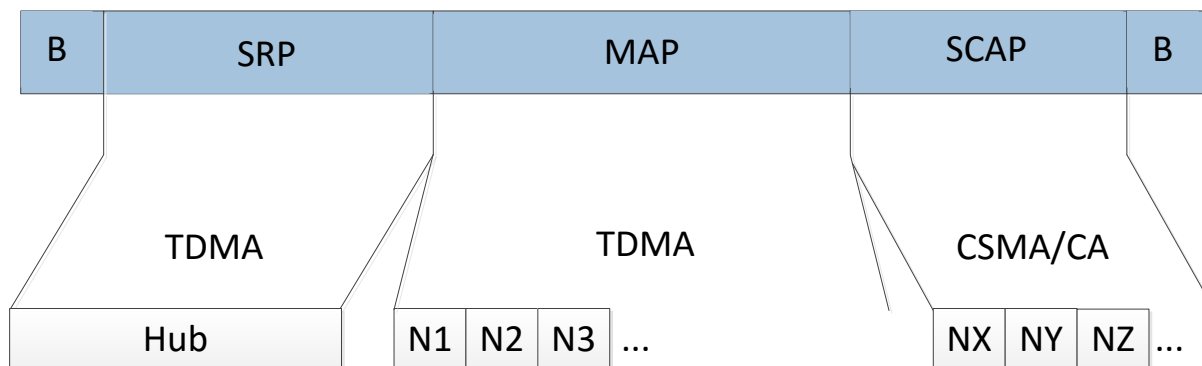 B SRP MAP SCAP B
TDMA TDMA CSMA/CA
Hub N1 N2 N3 ... NX NY NZ ...